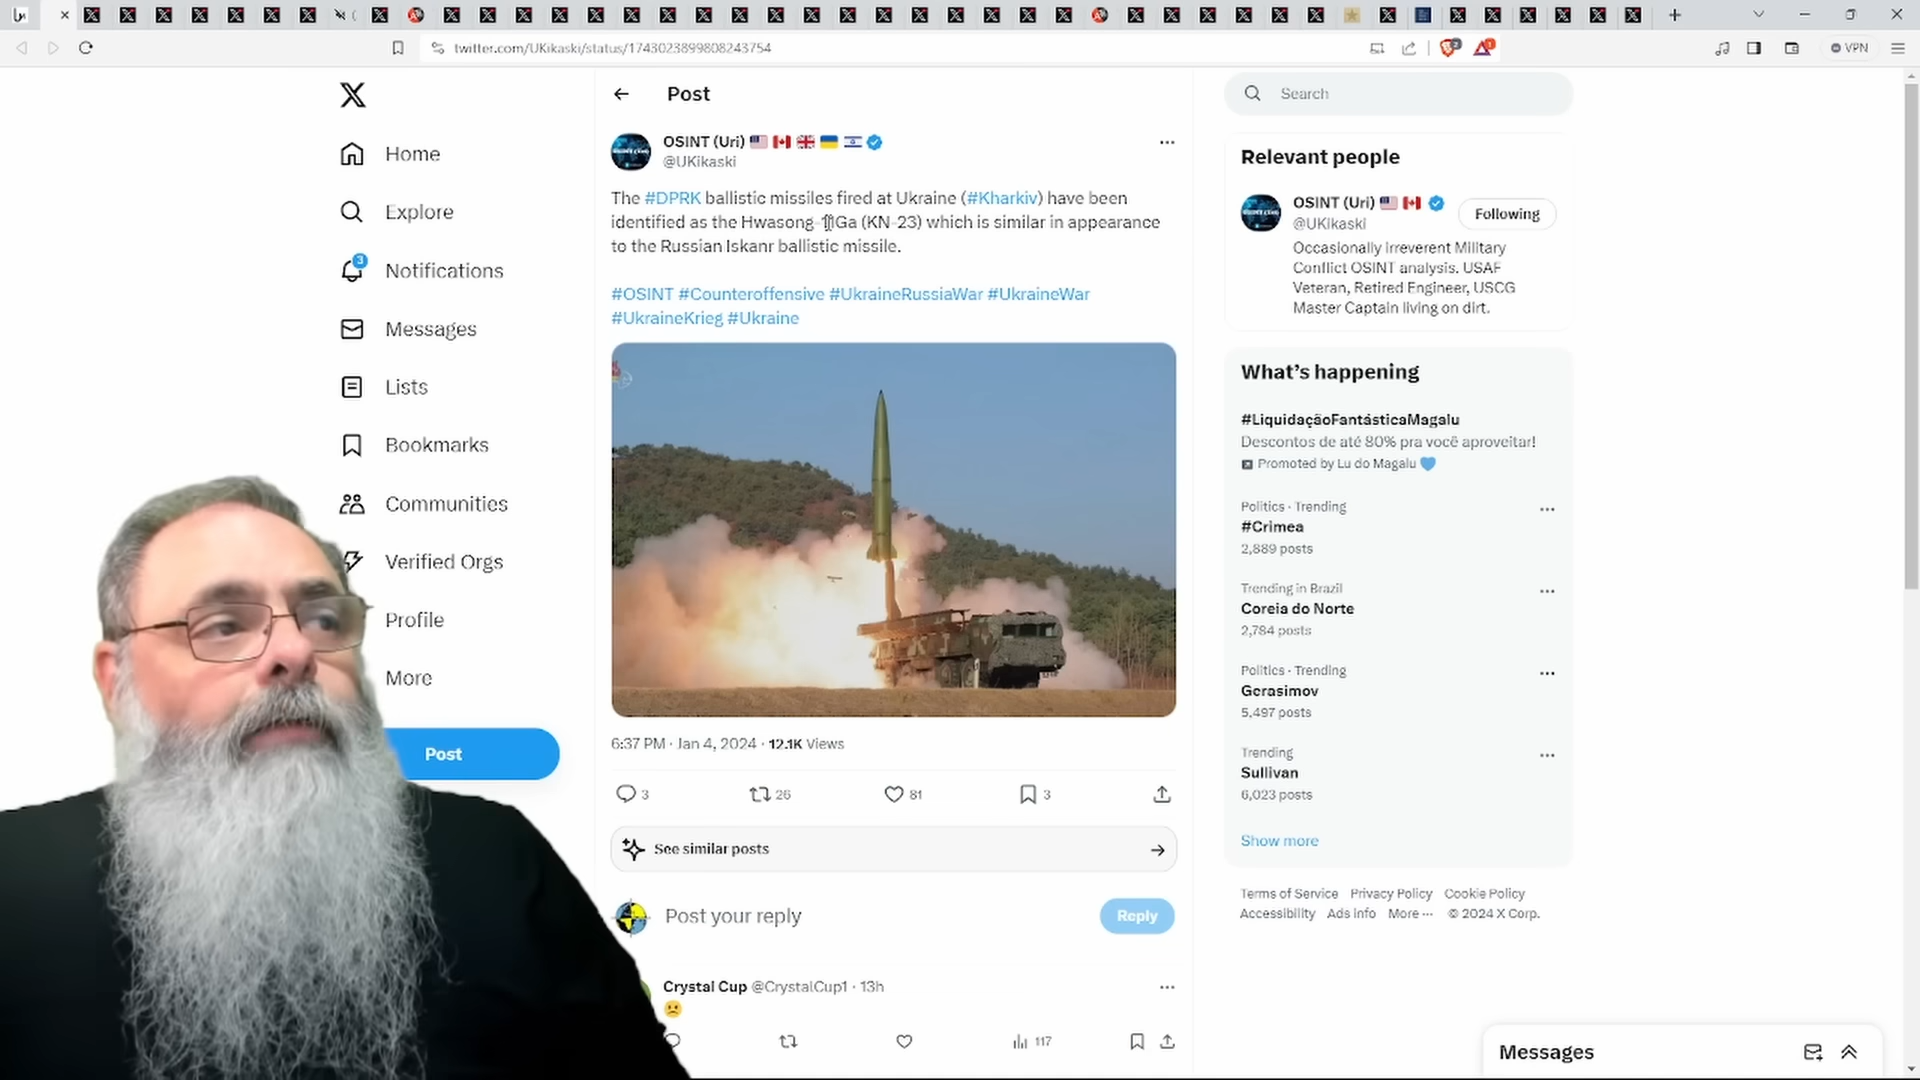 twitter.com/UKikaski/status/1743023899808243754
VPN
Home
Explore
3
Notifications
Messages
Lists
Bookmarks
Communities
Verified Orgs
Profile
More
Post
Post
OSINT (Uri)
@UKikaski
The #DPRK ballistic missiles fired at Ukraine (#Kharkiv) have been
identified as the Hwasong-11Ga (KN-23) which is similar in appearance
to the Russian Iskanr ballistic missile.
#OSINT #Counteroffensive #UkraineRussiaWar #UkraineWar
#UkraineKrieg #Ukraine
6:37 PM · Jan 4, 2024 · 12.1K Views
3 26 81 3
See similar posts
Post your reply
Reply
Crystal Cup @CrystalCup1 · 13h
117
Search
Relevant people
OSINT (Uri)
@UKikaski
Following
Occasionally Irreverent Military
Conflict OSINT analysis. USAF
Veteran, Retired Engineer, USCG
Master Captain living on dirt.
What's happening
#LiquidaçãoFantásticaMagalu
Descontos de até 80% pra você aproveitar!
Promoted by Lu do Magalu
Politics · Trending
#Crimea
2,889 posts
Trending in Brazil
Coreia do Norte
2,784 posts
Politics · Trending
Gerasimov
5,497 posts
Trending
Sullivan
6,023 posts
Show more
Terms of Service Privacy Policy Cookie Policy
Accessibility Ads info More ··· © 2024 X Corp.
Messages